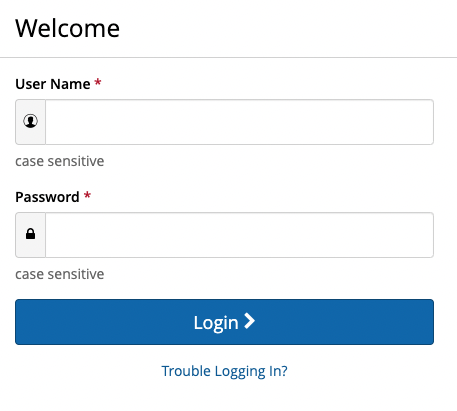 Welcome
User Name *
case sensitive
Password *
case sensitive
Login
Trouble Logging In?